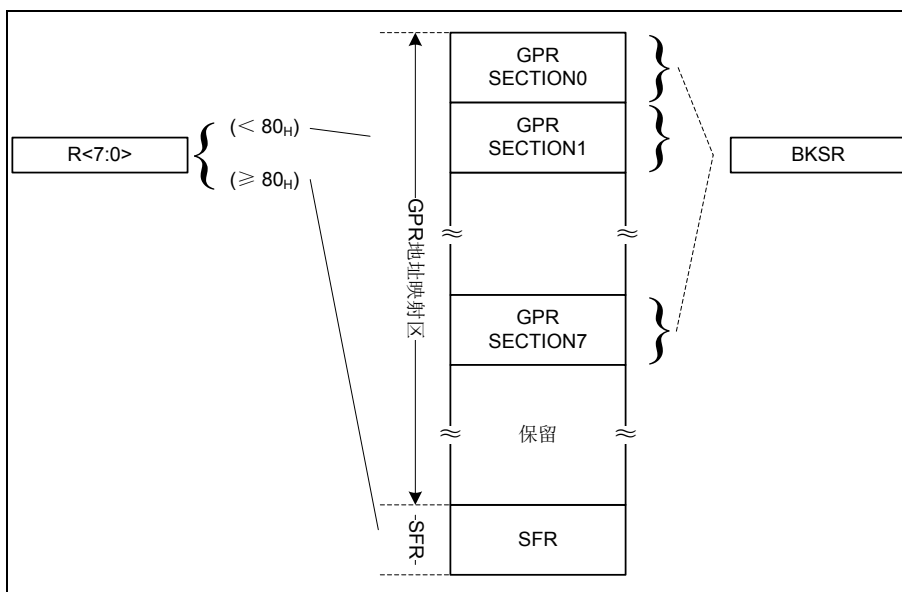 GPR
SECTION0
GPR
SECTION1
R<7:0>
(< 80H)
(≥ 80H)
BKSR
GPR地址映射区
GPR
SECTION7
保留
-SFR-
SFR